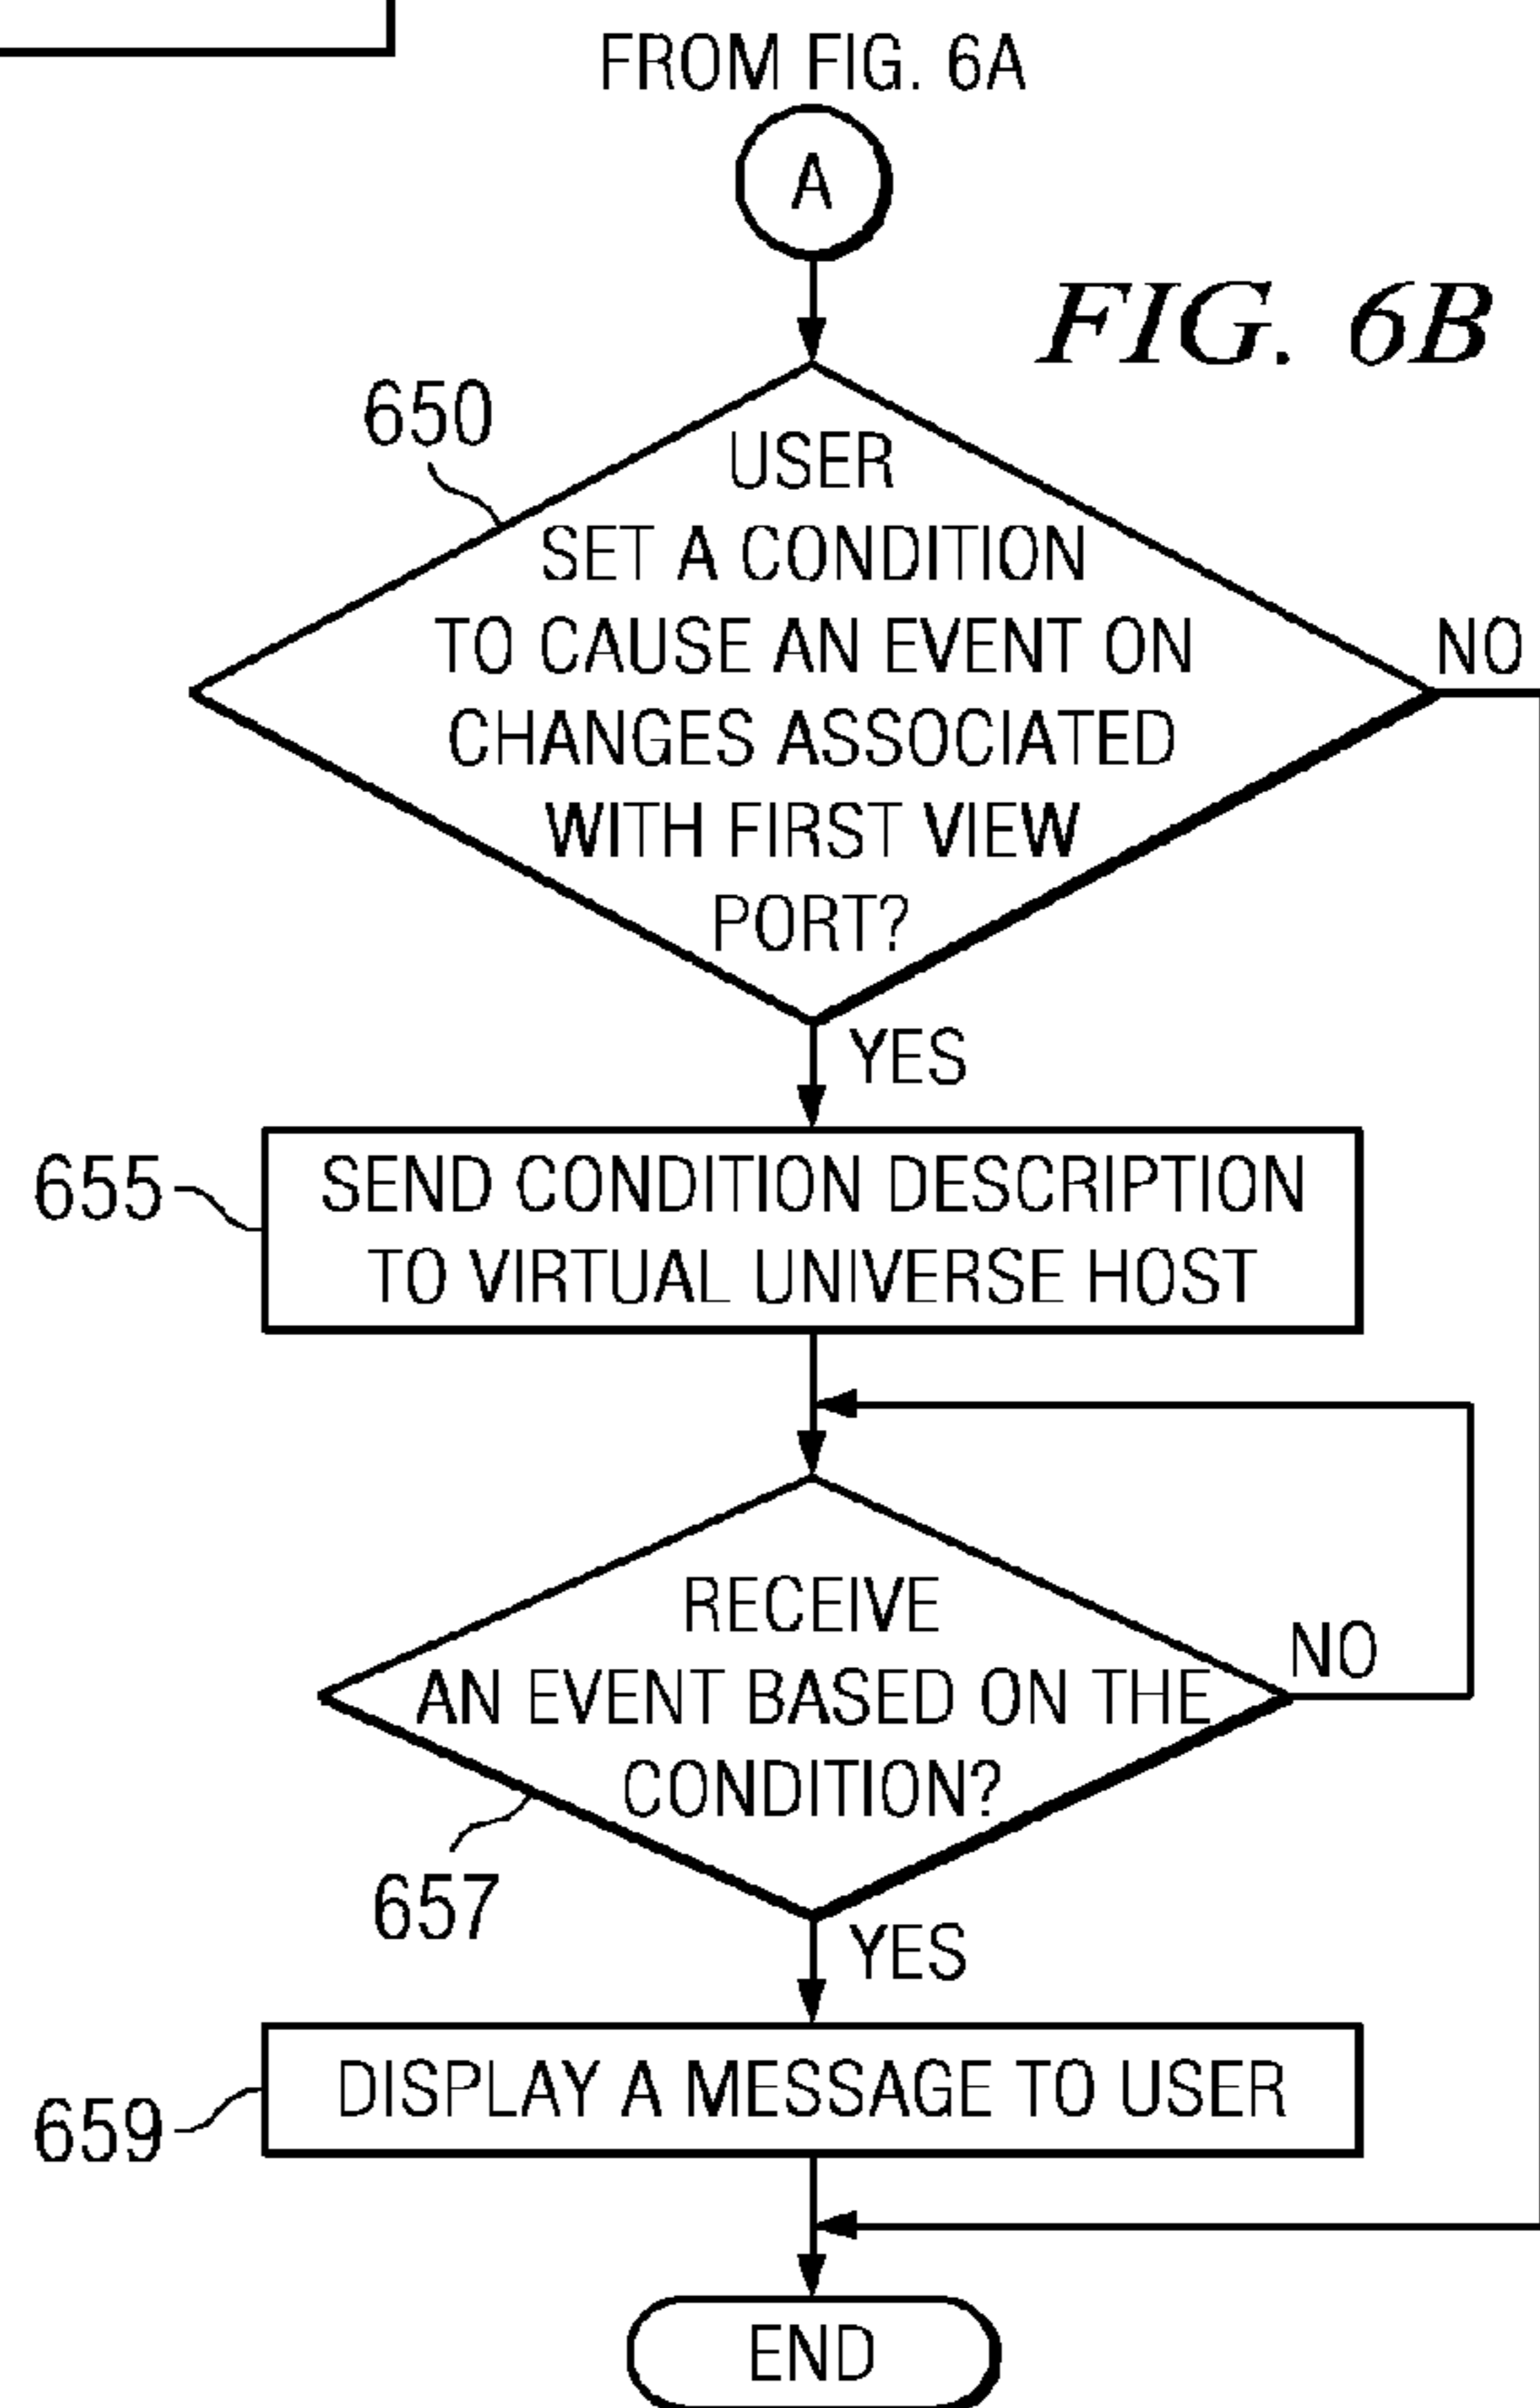 FROM FIG. 6A
A
FIG. 6B
650
USER
SET A CONDITION
TO CAUSE AN EVENT ON
CHANGES ASSOCIATED
WITH FIRST VIEW
PORT?
NO
YES
655
SEND CONDITION DESCRIPTION
TO VIRTUAL UNIVERSE HOST
RECEIVE
AN EVENT BASED ON THE
CONDITION?
NO
657
YES
659
DISPLAY A MESSAGE TO USER
END